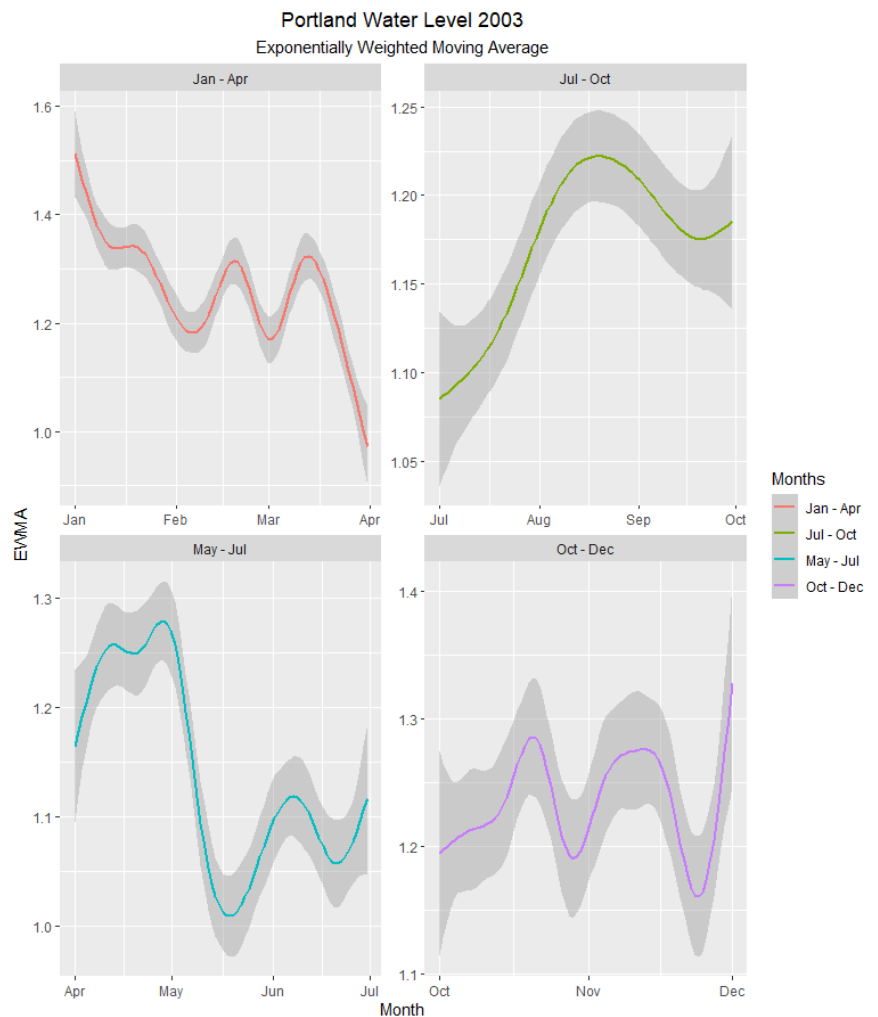 Portland Water Level 2003
Exponentially Weighted Moving Average
Jan - Apr
1.6
1.4
1.2
1.0
Jan Feb Mar Apr
Jul - Oct
1.25
1.20
1.15
1.10
1.05
Jul Aug Sep Oct
EWMA
May - Jul
1.3
1.2
1.1
1.0
Apr May Jun Jul
Oct - Dec
1.4
1.3
1.2
1.1
Oct Nov Dec
Month
Months
Jan - Apr
Jul - Oct
May - Jul
Oct - Dec